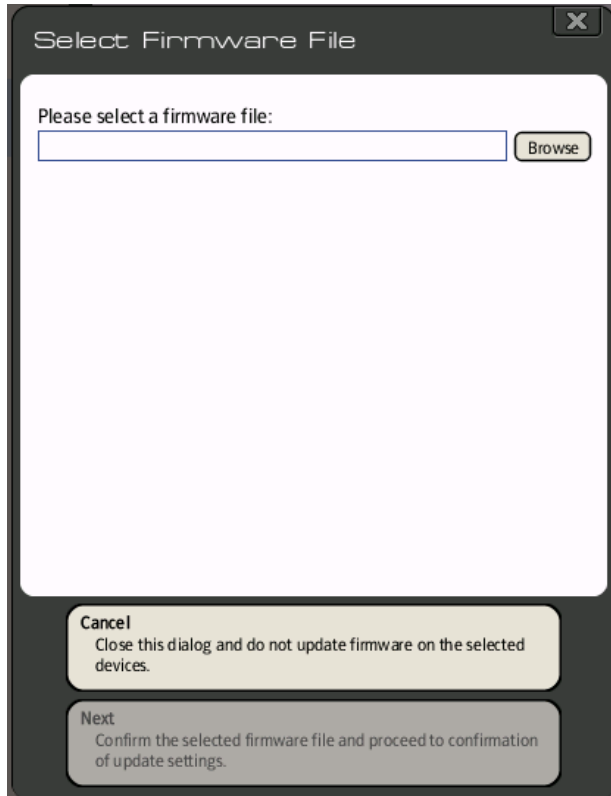 Select Firmware File
Please select a firmware file:
Browse
Cancel
Close this dialog and do not update firmware on the selected
devices.
Next
Confirm the selected firmware file and proceed to confirmation
of update settings.